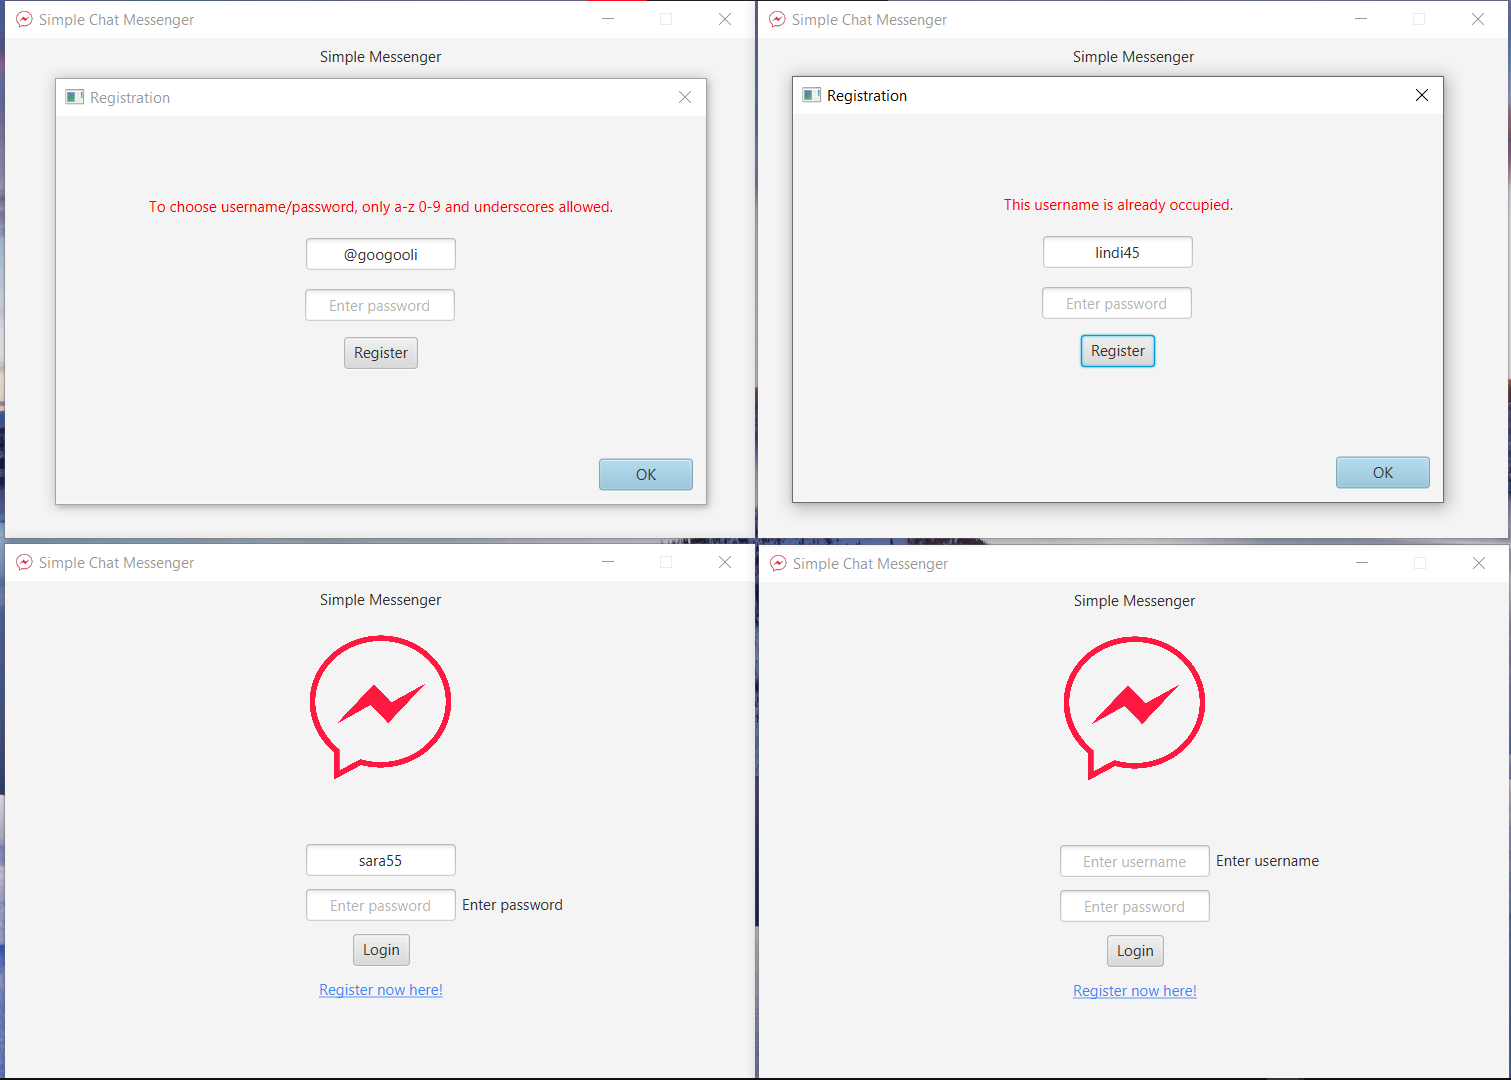 Simple Chat Messenger
Simple Messenger
Registration
To choose username/password, only a-z 0-9 and underscores allowed.
@googooli
Enter password
Register
OK
Simple Chat Messenger
Simple Messenger
Registration
This username is already occupied.
lindi45
Enter password
Register
OK
Simple Chat Messenger
Simple Messenger
sara55
Enter password Enter password
Login
Register now here!
Simple Chat Messenger
Simple Messenger
Enter username Enter username
Enter password
Login
Register now here!